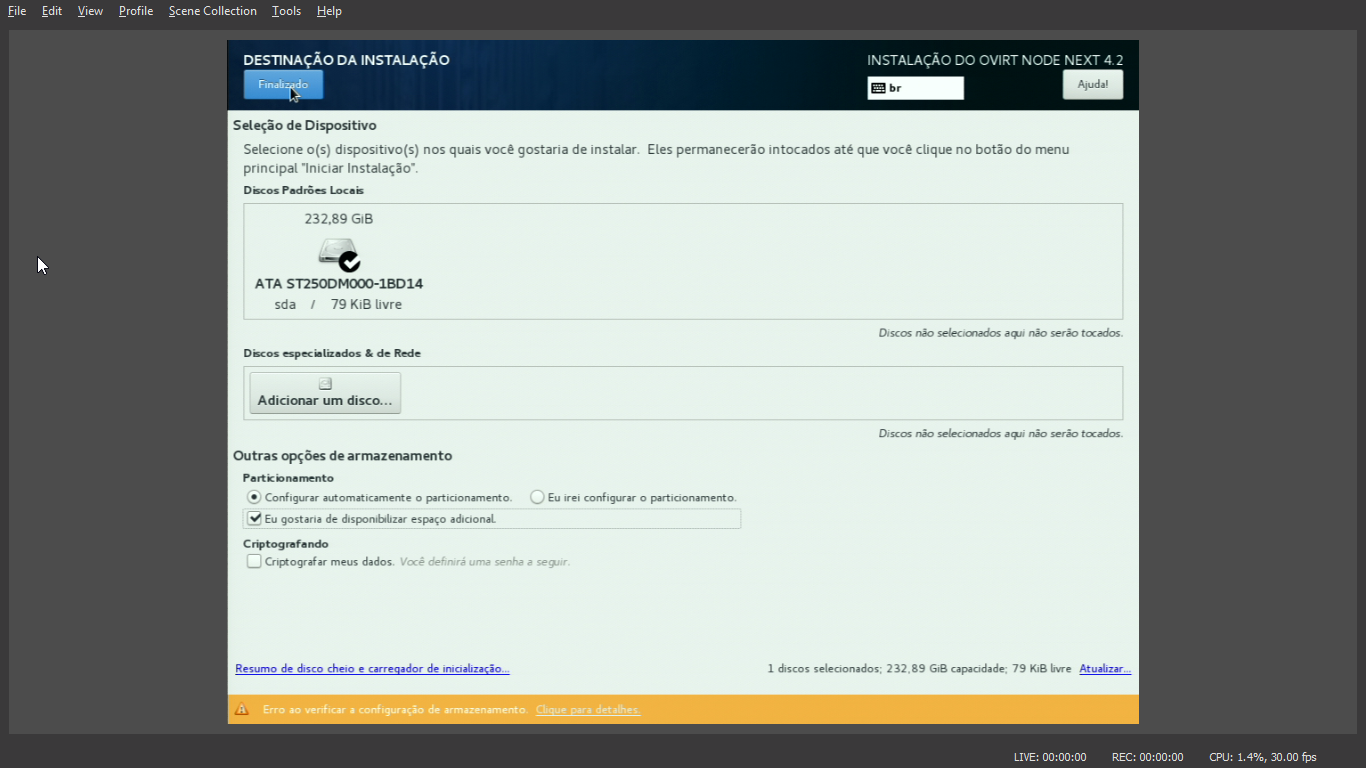 File Edit View Profile Scene Collection Tools Help
DESTINAÇÃO DA INSTALAÇÃO
INSTALAÇÃO DO OVIRT NODE NEXT 4.2
Finalizado
br
Ajuda!
Seleção de Dispositivo
Selecione o(s) dispositivo(s) nos quais você gostaria de instalar. Eles permanecerão intocados até que você clique no botão do menu
principal "Iniciar Instalação".
Discos Padrões Locais
232,89 GiB
ATA ST250DM000-1BD14
sda / 79 KiB livre
Discos não selecionados aqui não serão tocados.
Discos especializados & de Rede
Adicionar um disco...
Discos não selecionados aqui não serão tocados.
Outras opções de armazenamento
Particionamento
Configurar automaticamente o particionamento. Eu irei configurar o particionamento.
Eu gostaria de disponibilizar espaço adicional.
Criptografando
Criptografar meus dados. Você definirá uma senha a seguir.
Resumo de disco cheio e carregador de inicialização...
1 discos selecionados; 232,89 GiB capacidade; 79 KiB livre Atualizar...
Erro ao verificar a configuração de armazenamento. Clique para detalhes.
LIVE: 00:00:00 REC: 00:00:00 CPU: 1.4%, 30.00 fps